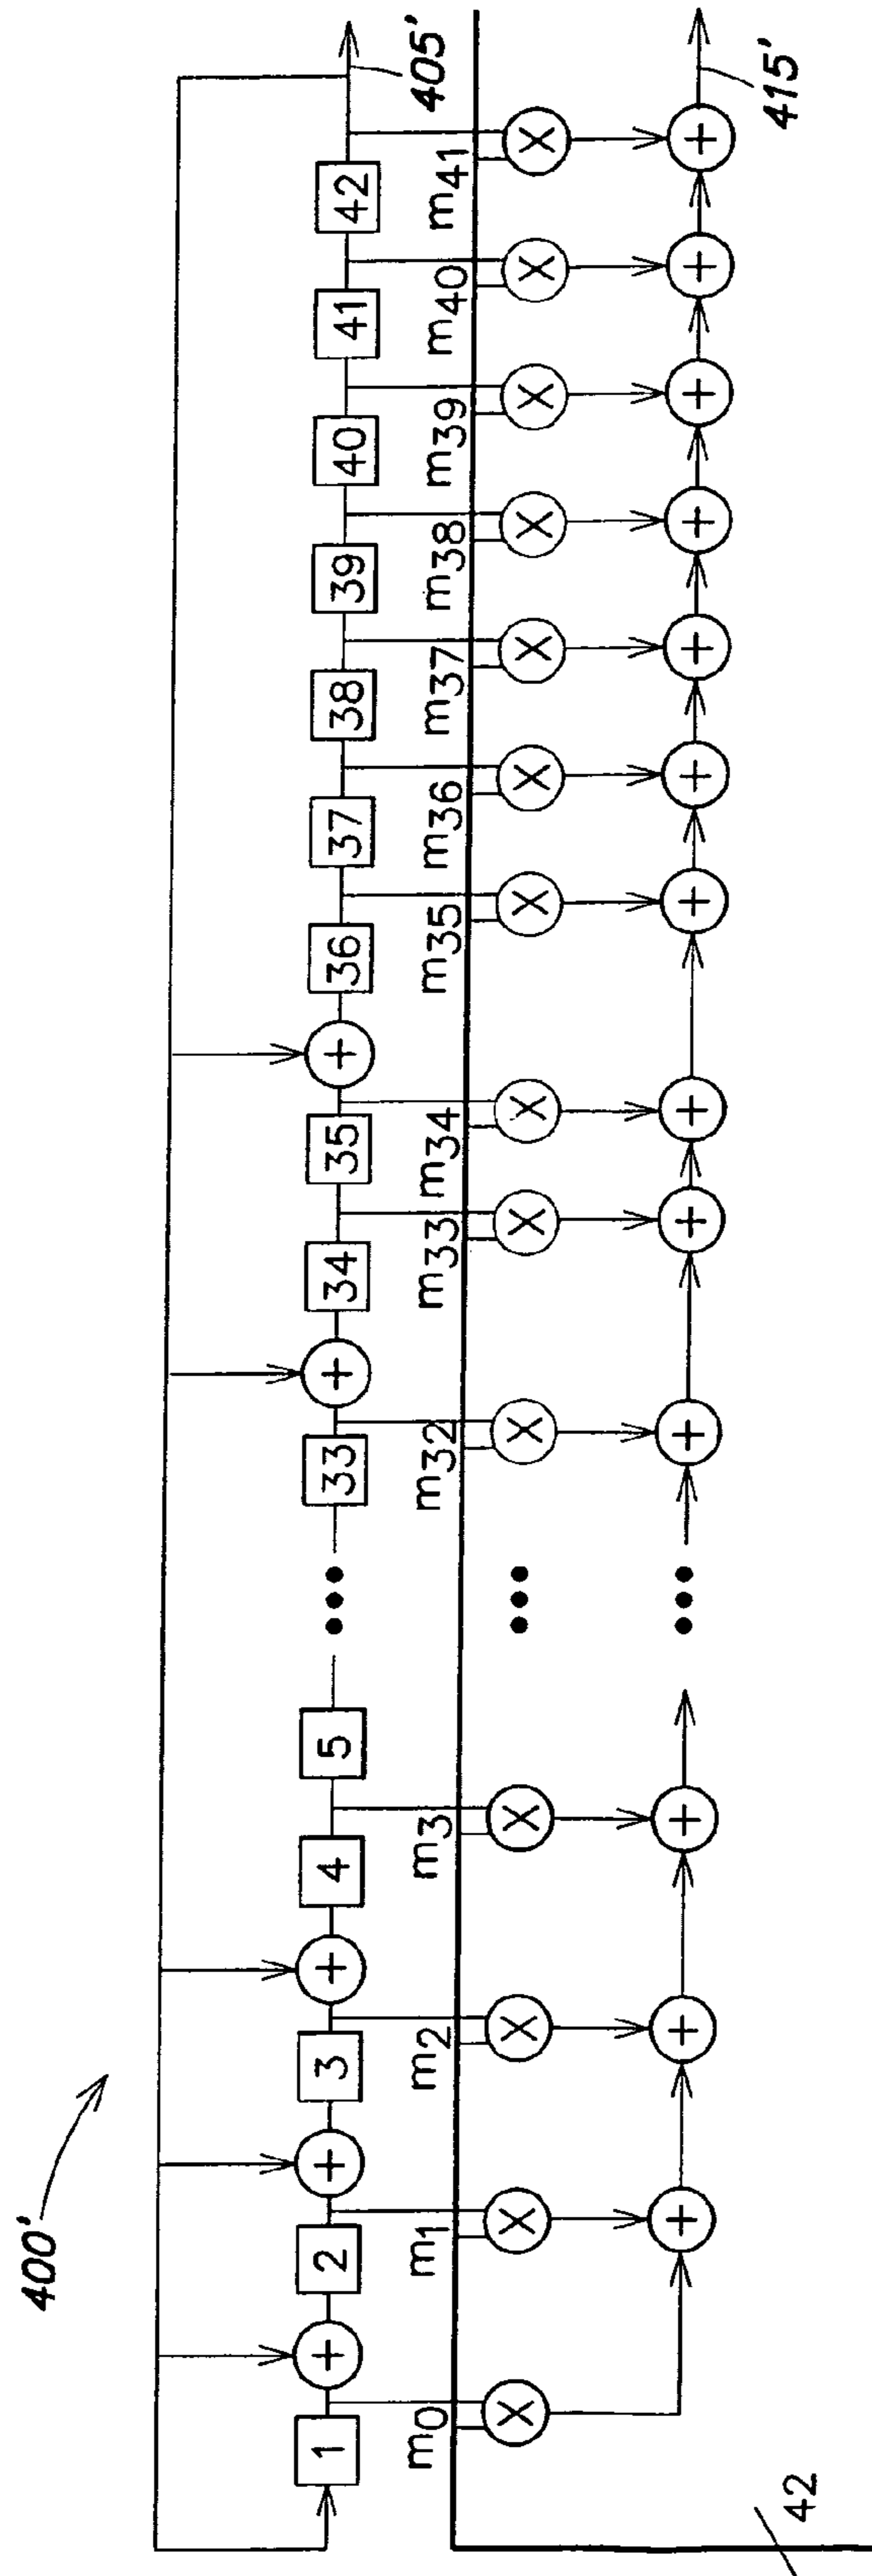 400'
1 + 2 + 3 + 4 5 ••• 33 + 34 35 + 36 37 38 39 40 41 42
405'
m0 m1 m2 m3 m32 m33 m34 m35 m36 m37 m38 m39 m40 m41
× × × × ••• × × × × × × × × × ×
+ + + ••• + + + + + + + + + +
415'
42